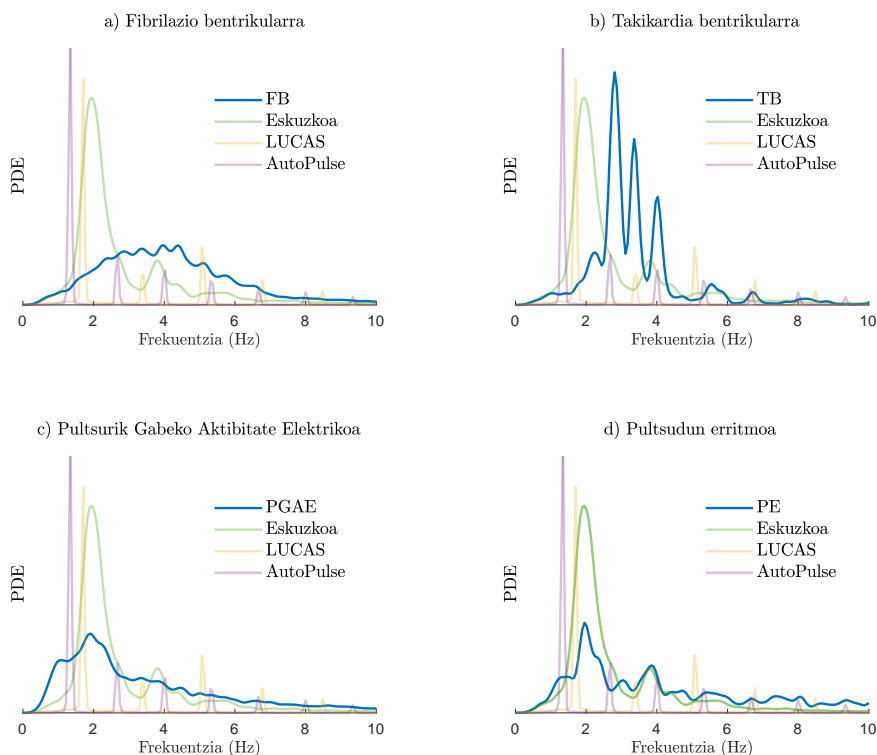 a) Fibrilazio bentrikularra
FB
Eskuzkoa
LUCAS
AutoPulse
PDE
0 2 4 6 8 10
Frekuentzia (Hz)
b) Takikardia bentrikularra
TB
Eskuzkoa
LUCAS
AutoPulse
PDE
0 2 4 6 8 10
Frekuentzia (Hz)
c) Pultsurik Gabeko Aktibitate Elektrikoa
PGAE
Eskuzkoa
LUCAS
AutoPulse
PDE
0 2 4 6 8 10
Frekuentzia (Hz)
d) Pultsudun erritmoa
PE
Eskuzkoa
LUCAS
AutoPulse
PDE
0 2 4 6 8 10
Frekuentzia (Hz)